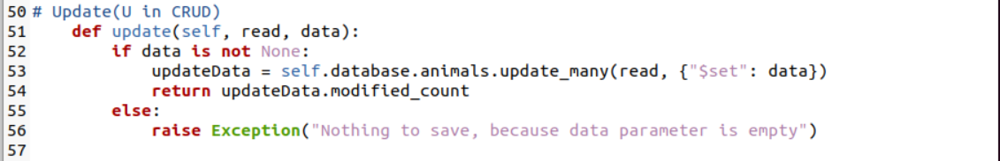 50 # Update(U in CRUD)
51     def update(self, read, data):
52         if data is not None:
53             updateData = self.database.animals.update_many(read, {"$set": data})
54             return updateData.modified_count
55         else:
56             raise Exception("Nothing to save, because data parameter is empty")
57